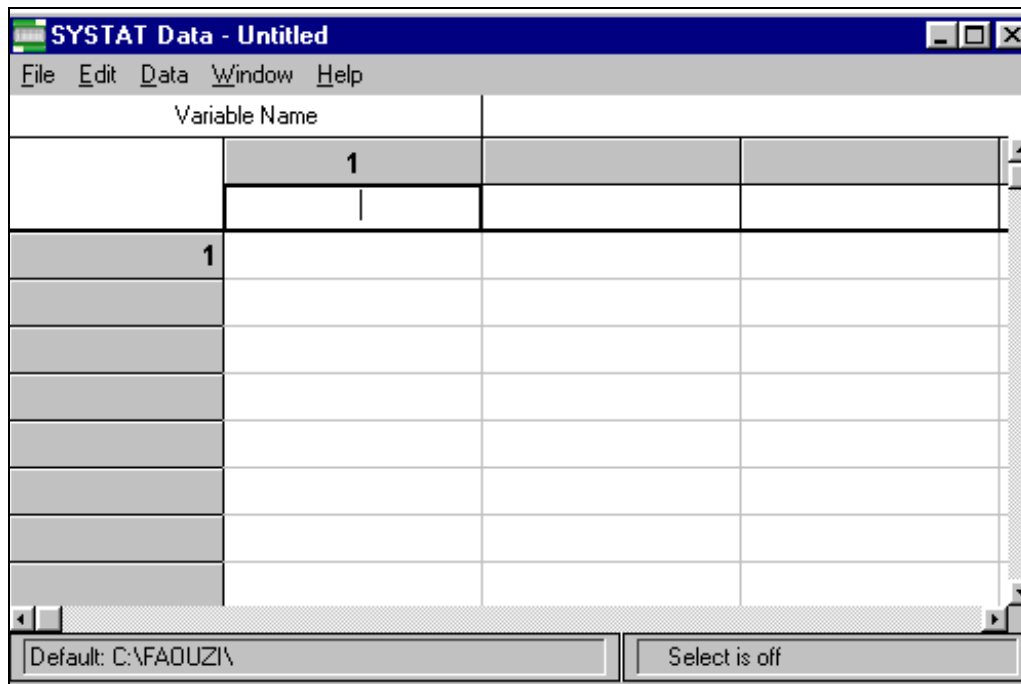 SYSTAT Data - Untitled
File Edit Data Window Help
Variable Name
1
1
Default: C:\FAOUZI\ Select is off